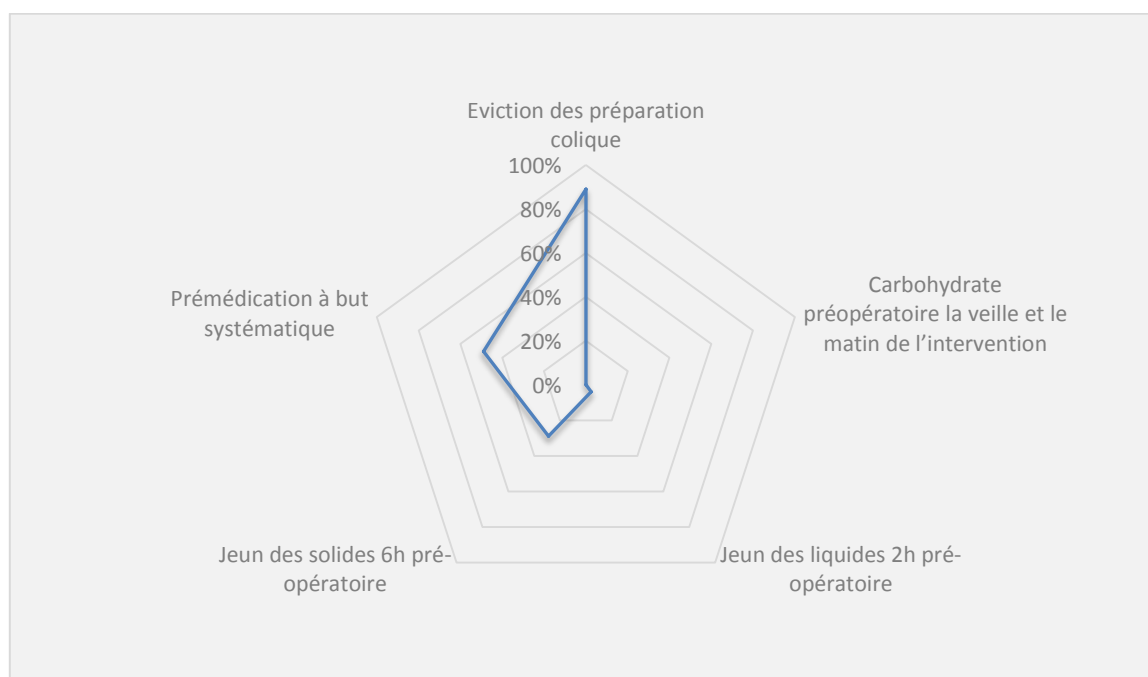 Eviction des préparation
colique
100%
80%
60%
40%
20%
0%
Carbohydrate
préopératoire la veille et le
matin de l’intervention
Prémédication à but
systématique
Jeun des solides 6h pré-
opératoire
Jeun des liquides 2h pré-
opératoire